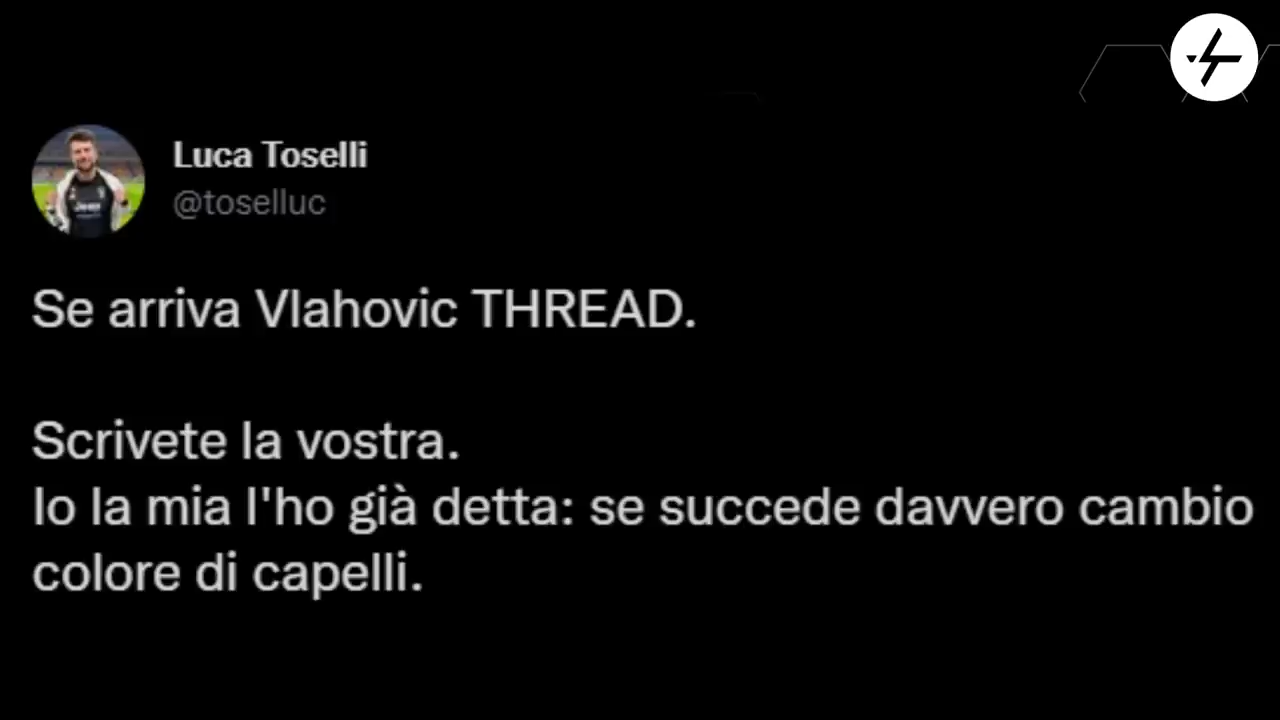 Luca Toselli
@toselluc
Se arriva Vlahovic THREAD.
Scrivete la vostra.
Io la mia l'ho già detta: se succede davvero cambio
colore di capelli.